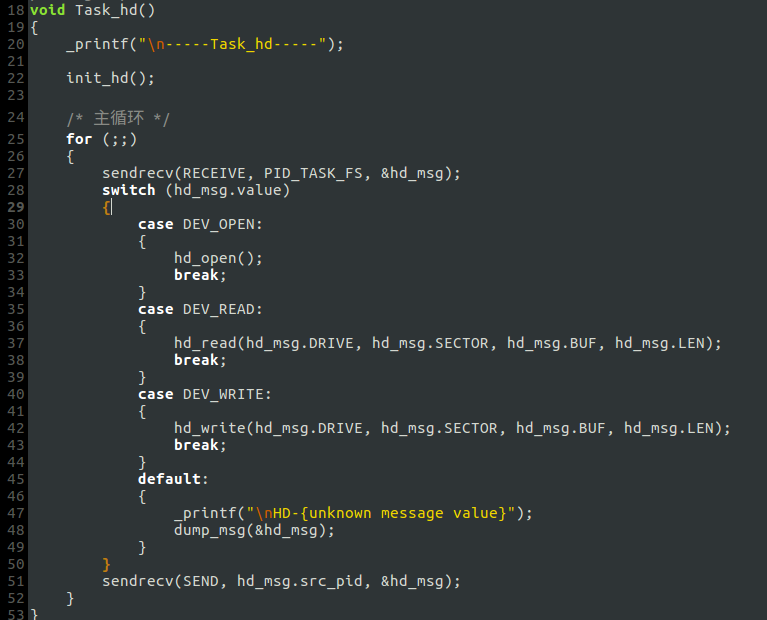 18 void Task_hd()
19 {
20     _printf("\n-----Task_hd-----");
21
22     init_hd();
23
24     /* 主循环 */
25     for (;;)
26     {
27         sendrecv(RECEIVE, PID_TASK_FS, &hd_msg);
28         switch (hd_msg.value)
29         {
30             case DEV_OPEN:
31             {
32                 hd_open();
33                 break;
34             }
35             case DEV_READ:
36             {
37                 hd_read(hd_msg.DRIVE, hd_msg.SECTOR, hd_msg.BUF, hd_msg.LEN);
38                 break;
39             }
40             case DEV_WRITE:
41             {
42                 hd_write(hd_msg.DRIVE, hd_msg.SECTOR, hd_msg.BUF, hd_msg.LEN);
43                 break;
44             }
45             default:
46             {
47                 _printf("\nHD-{unknown message value}");
48                 dump_msg(&hd_msg);
49             }
50         }
51         sendrecv(SEND, hd_msg.src_pid, &hd_msg);
52     }
53 }